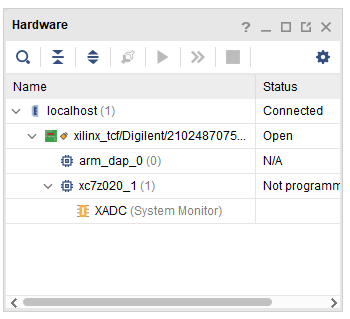 Hardware
Name Status
localhost (1) Connected
xilinx_tcf/Digilent/2102487075... Open
arm_dap_0 (0) N/A
xc7z020_1 (1) Not programm
XADC (System Monitor)